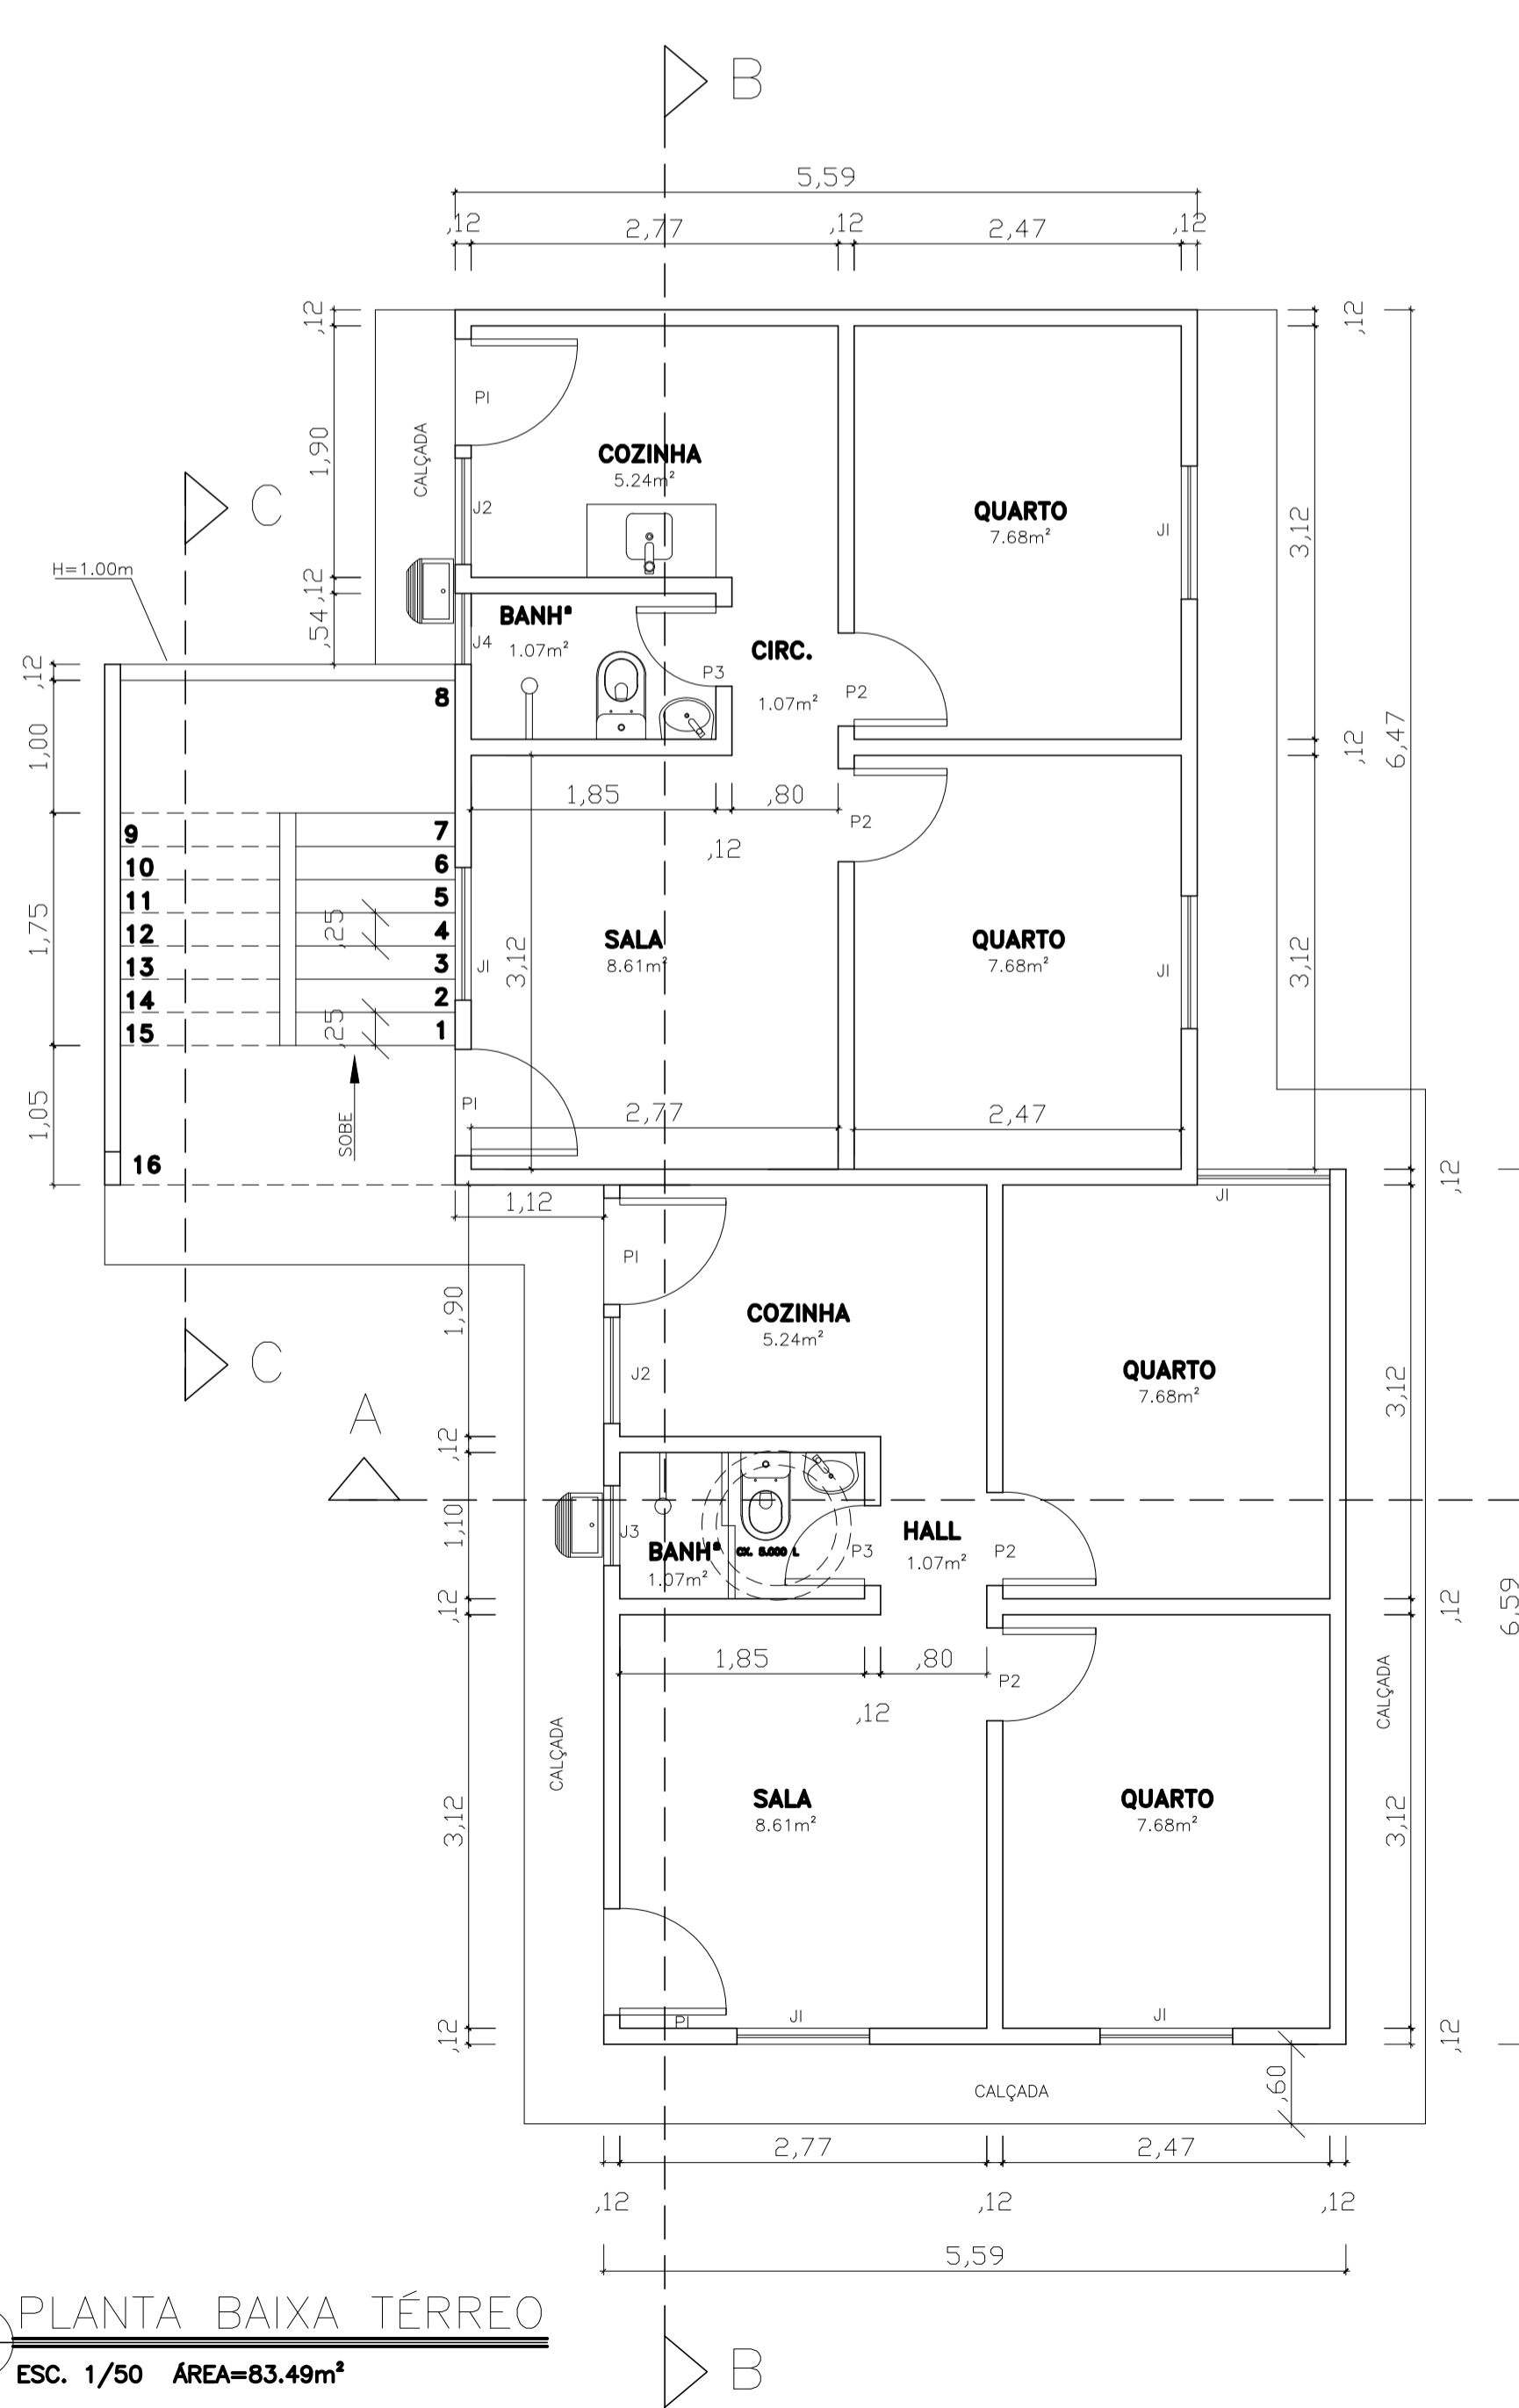 B
5,59
,12
2,77
,12
2,47
,12
,12
,12
PI
1,90
CALÇADA
COZINHA
5.24m²
C
J2
QUARTO
7.68m²
JI
3,12
H=1.00m
,12
,54
BANHº
1.07m²
J4
P3
CIRC.
1.07m²
P2
,12
8
1,00
,12
6,47
1,85
,80
,12
P2
9
7
10
6
11
5
12
4
13
3
14
2
15
1
16
1,75
,25
,25
JI
3,12
SALA
8.61m²
QUARTO
7.68m²
JI
3,12
1,05
SOBE
PI
2,77
2,47
,12
1,12
JI
PI
1,90
COZINHA
5.24m²
C
J2
QUARTO
7.68m²
3,12
A
,12
1,10
J3
BANHº
1.07m²
CX. 5.000 L
P3
HALL
1.07m²
P2
,12
,12
6,59
1,85
,80
,12
P2
CALÇADA
CALÇADA
3,12
SALA
8.61m²
QUARTO
7.68m²
3,12
PI
JI
JI
,12
,12
CALÇADA
,60
2,77
2,47
,12
,12
,12
5,59
PLANTA BAIXA TÉRREO
ESC. 1/50 ÁREA=83.49m²
B